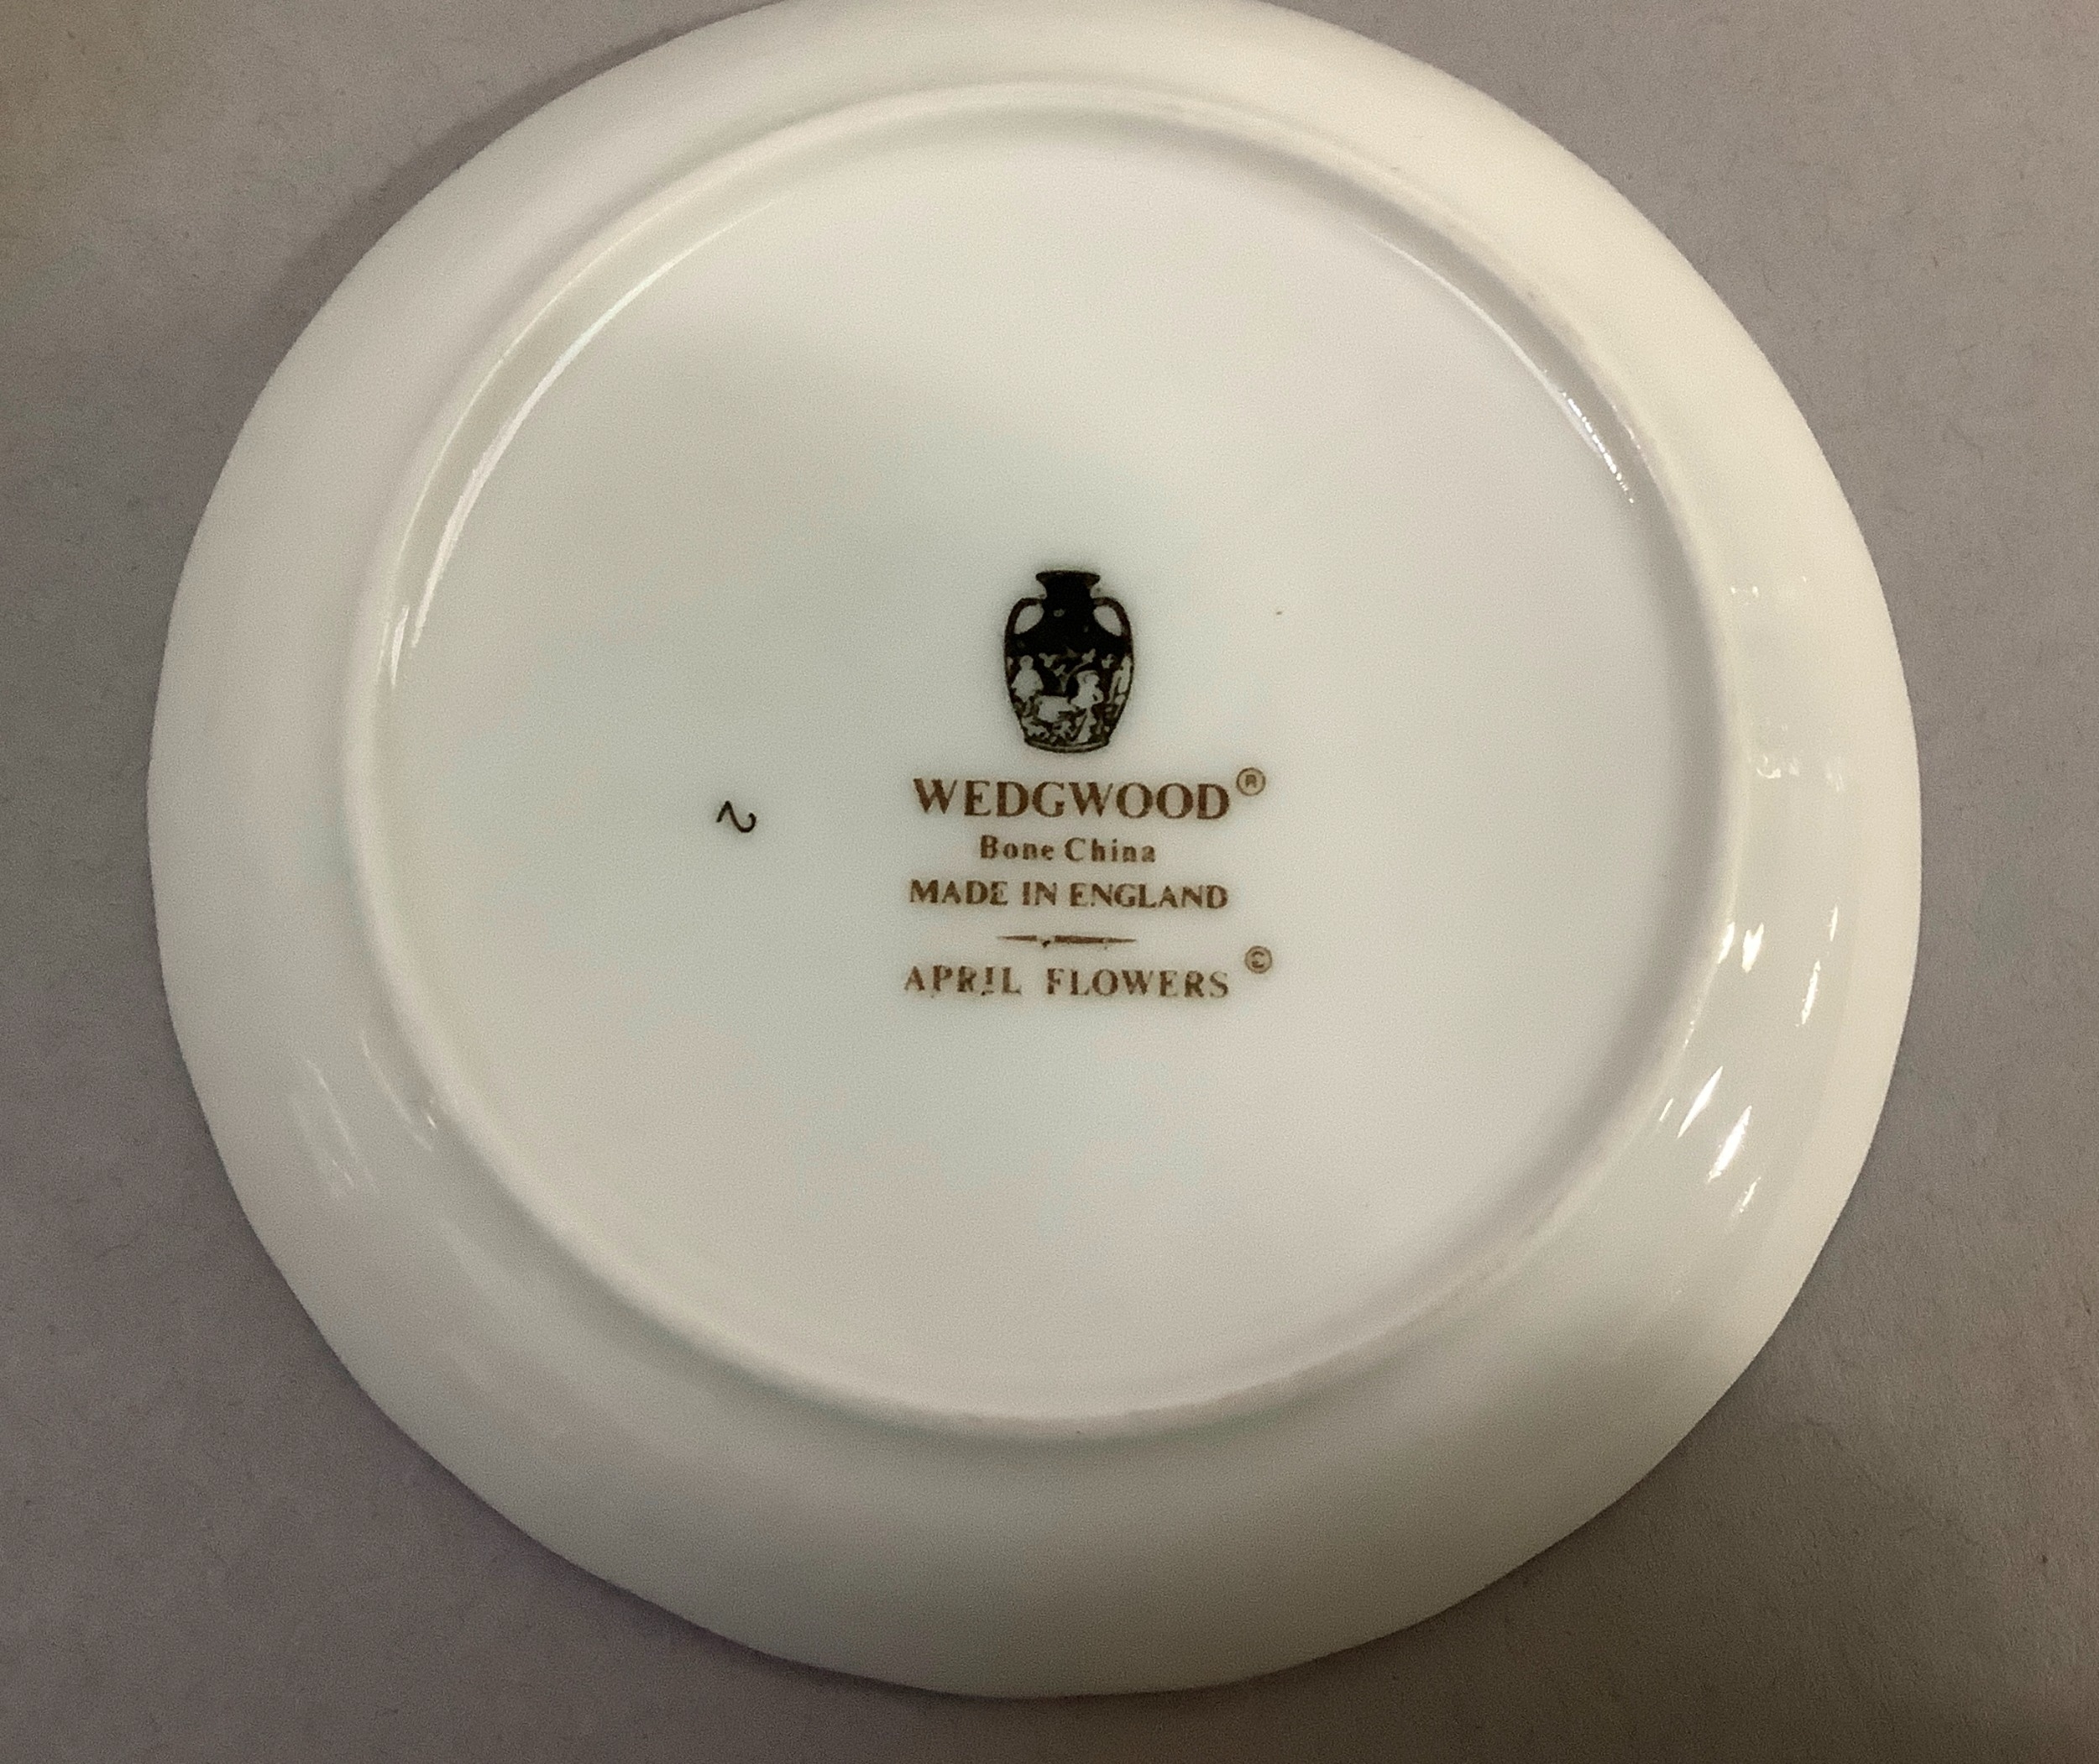 WEDGWOOD®
Bone China
MADE IN ENGLAND
APRIL FLOWERS ©